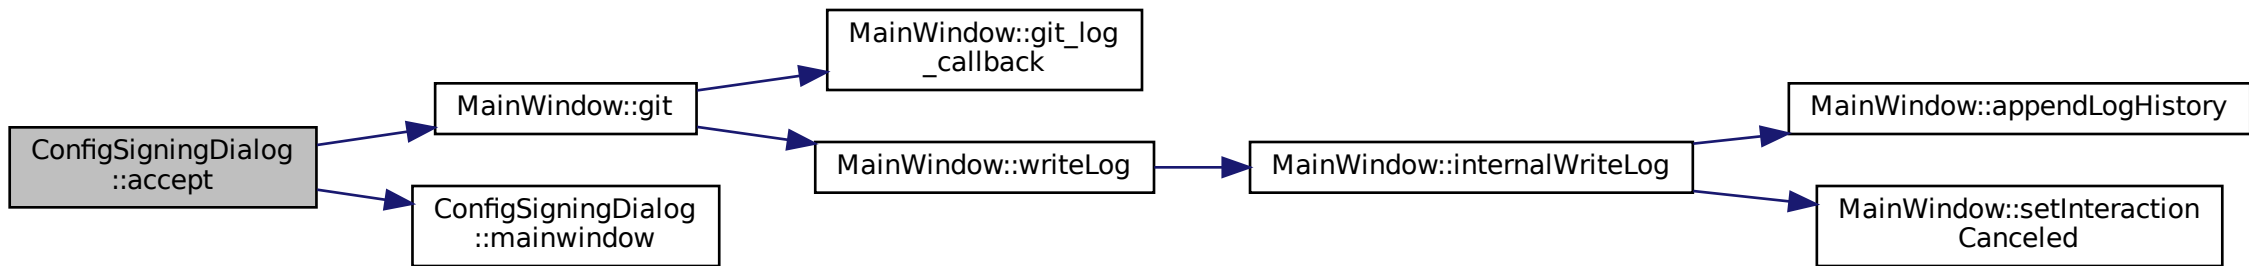 ConfigSigningDialog
::accept
MainWindow::git
ConfigSigningDialog
::mainwindow
MainWindow::git_log
_callback
MainWindow::writeLog
MainWindow::internalWriteLog
MainWindow::appendLogHistory
MainWindow::setInteraction
Canceled